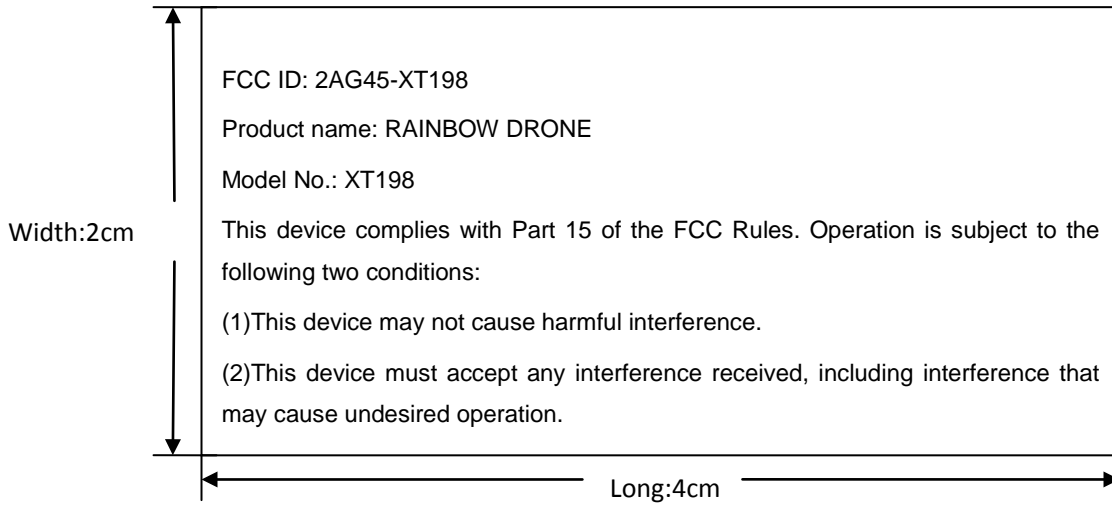 FCC ID: 2AG45-XT198
Product name: RAINBOW DRONE
Model No.: XT198
Width:2cm
This device complies with Part 15 of the FCC Rules. Operation is subject to the
following two conditions:
(1)This device may not cause harmful interference.
(2)This device must accept any interference received, including interference that
may cause undesired operation.
Long:4cm